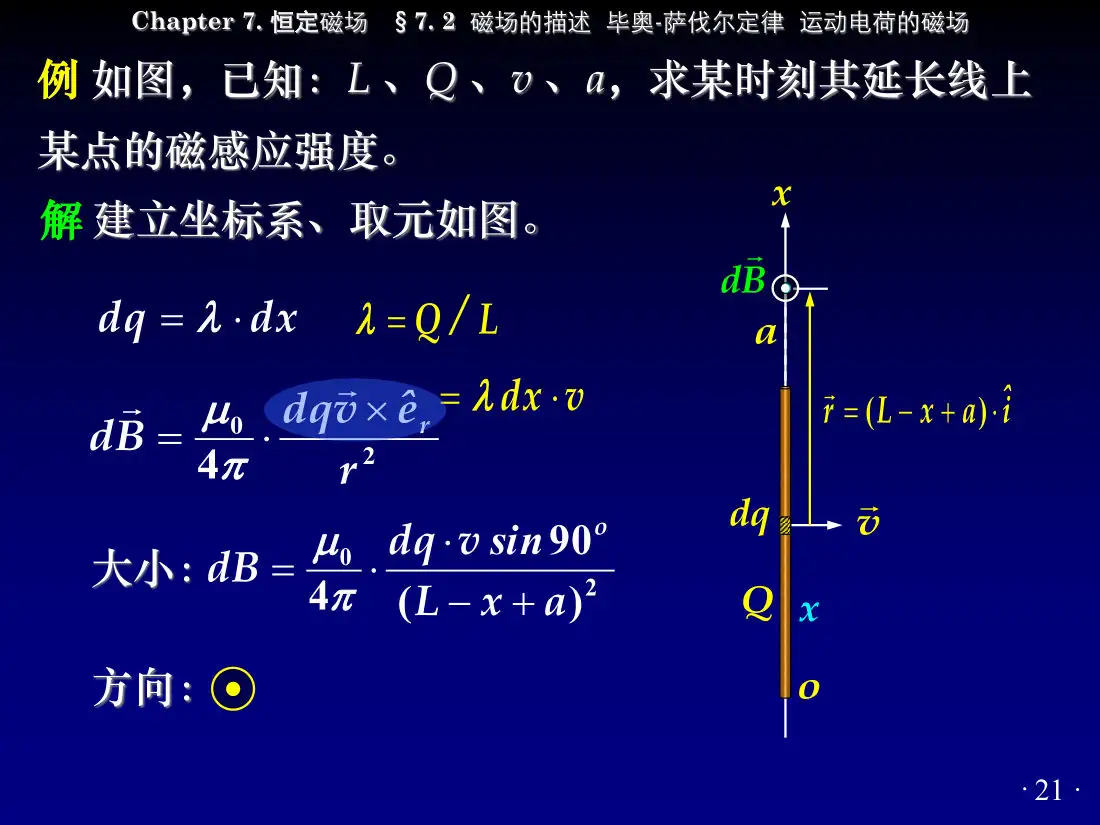 Chapter 7. 恒定磁场 §7.2 磁场的描述 毕奥-萨伐尔定律 运动电荷的磁场
例 如图，已知：L、Q、v、a，求某时刻其延长线上
某点的磁感应强度。
解 建立坐标系、取元如图。
dq = λ · dx λ = Q / L
dB⃗ = μ₀/4π · dqv⃗ × ê_r / r² = λ dx · v
大小：dB = μ₀/4π · dq · v sin 90° / (L − x + a)²
方向：⊙
x
dB⃗
a
r⃗ = (L − x + a) · î
dq
v⃗
Q x
o
· 21 ·